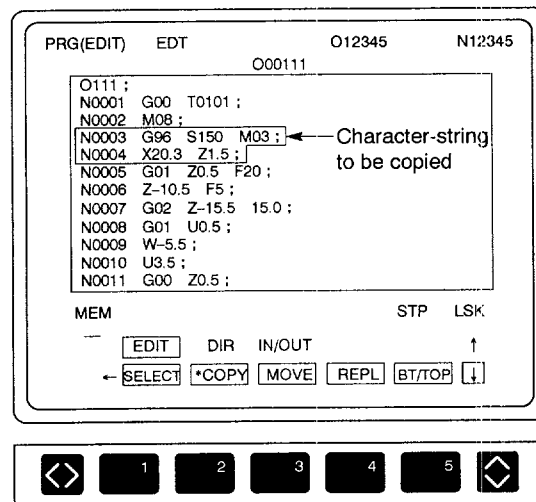 PRG(EDIT) EDT O12345 N12345
O00111
O111 ;
N0001 G00 T0101 ;
N0002 M08 ;
N0003 G96 S150 M03 ; Character-string
N0004 X20.3 Z1.5 ; to be copied
N0005 G01 Z0.5 F20 ;
N0006 Z–10.5 F5 ;
N0007 G02 Z–15.5 15.0 ;
N0008 G01 U0.5 ;
N0009 W–5.5 ;
N0010 U3.5 ;
N0011 G00 Z0.5 ;
MEM STP LSK
EDIT DIR IN/OUT ↑
← SELECT *COPY MOVE REPL BT/TOP ↓
1 2 3 4 5